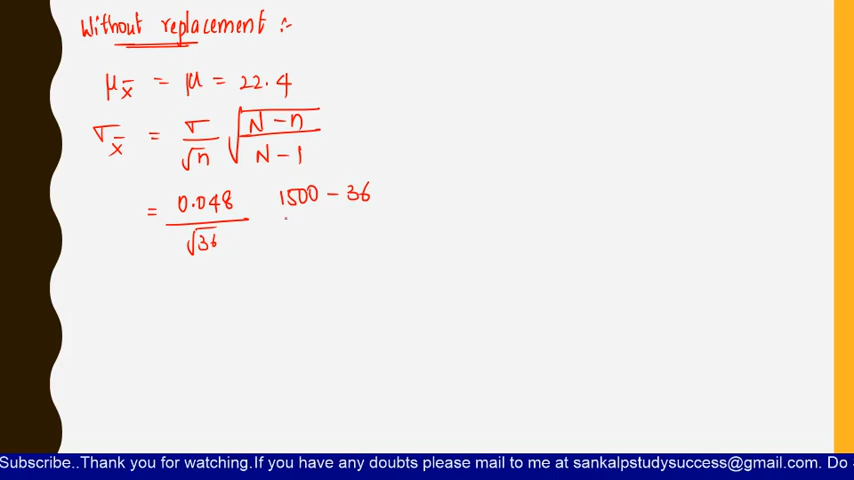 Without replacement :-
μx̄ = μ = 22.4
σx̄ = σ/√n √(N-n/N-1)
= 0.048/√36 1500 - 36
Subscribe..Thank you for watching.If you have any doubts please mail to me at sankalpstudysuccess@gmail.com. Do